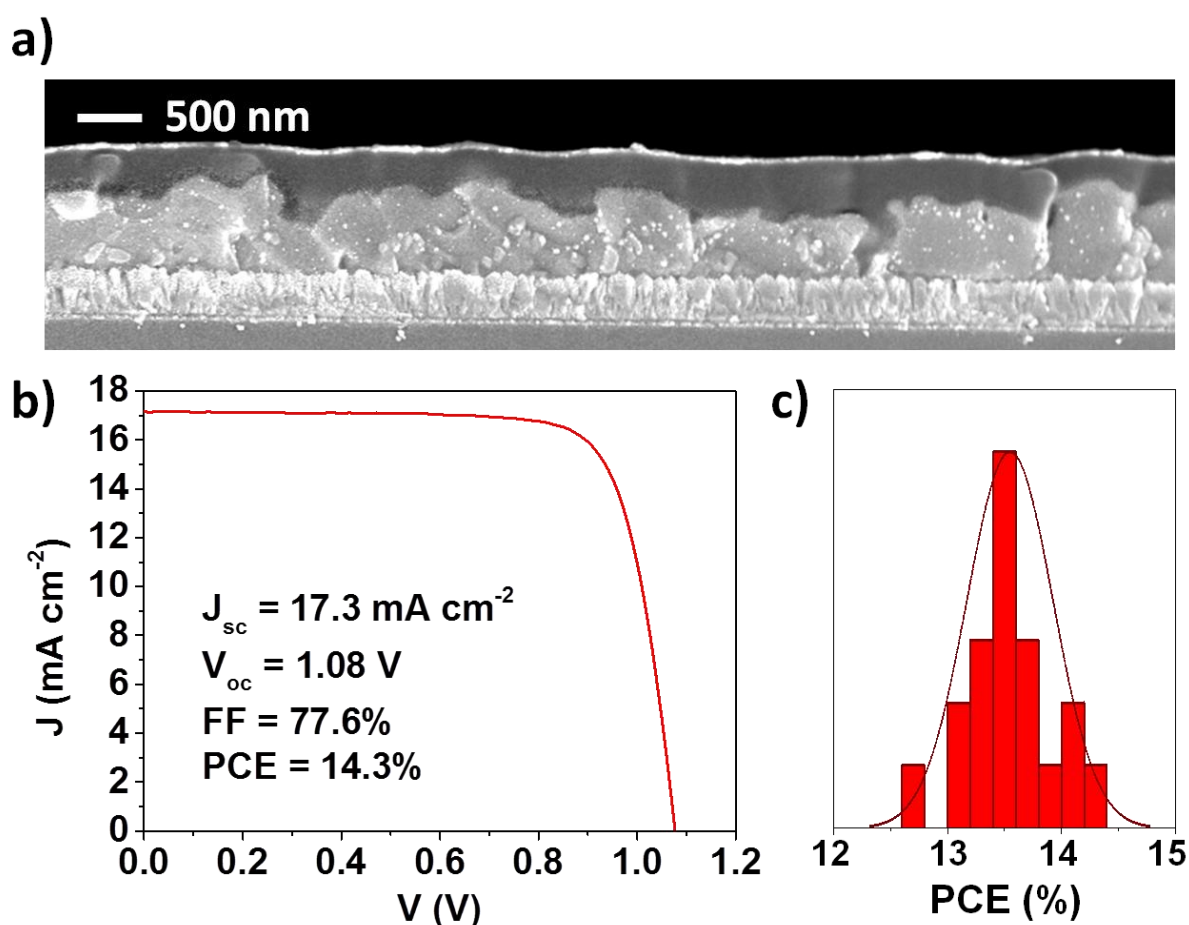 a)
500 nm
b)
18
16
14
12
10
8
6
4
2
0
J (mA cm⁻²)
J_sc = 17.3 mA cm⁻²
V_oc = 1.08 V
FF = 77.6%
PCE = 14.3%
0.0 0.2 0.4 0.6 0.8 1.0 1.2
V (V)
c)
12 13 14 15
PCE (%)